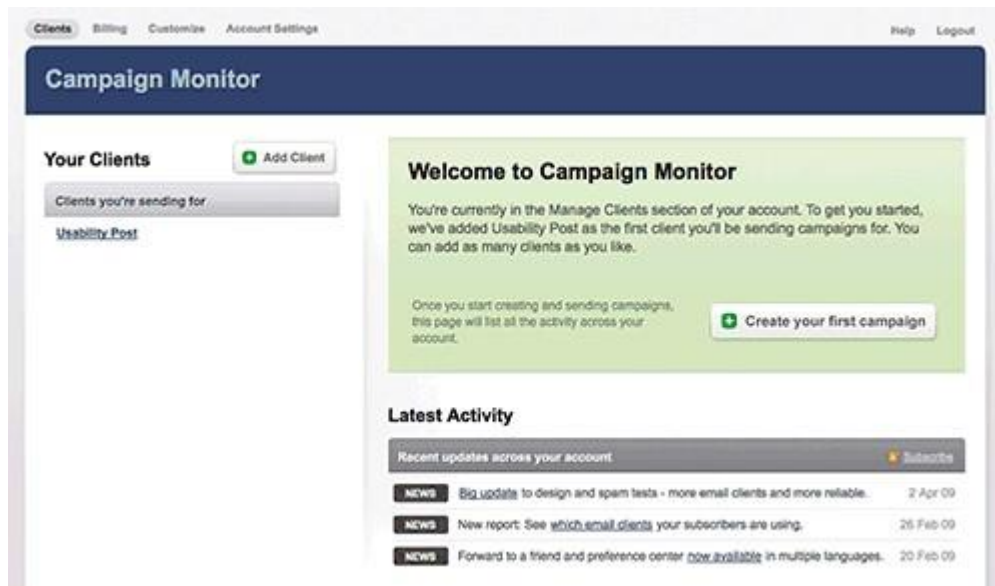 Clients Billing Customize Account Settings Help Logout
Campaign Monitor
Your Clients
Add Client
Clients you're sending for
Usability Post
Welcome to Campaign Monitor
You're currently in the Manage Clients section of your account. To get you started,
we've added Usability Post as the first client you'll be sending campaigns for. You
can add as many clients as you like.
Once you start creating and sending campaigns,
this page will list all the activity across your
account.
Create your first campaign
Latest Activity
Recent updates across your account Subscribe
NEWS Big update to design and spam tests - more email clients and more reliable. 2 Apr 09
NEWS New report: See which email clients your subscribers are using. 26 Feb 09
NEWS Forward to a friend and preference center now available in multiple languages. 20 Feb 09